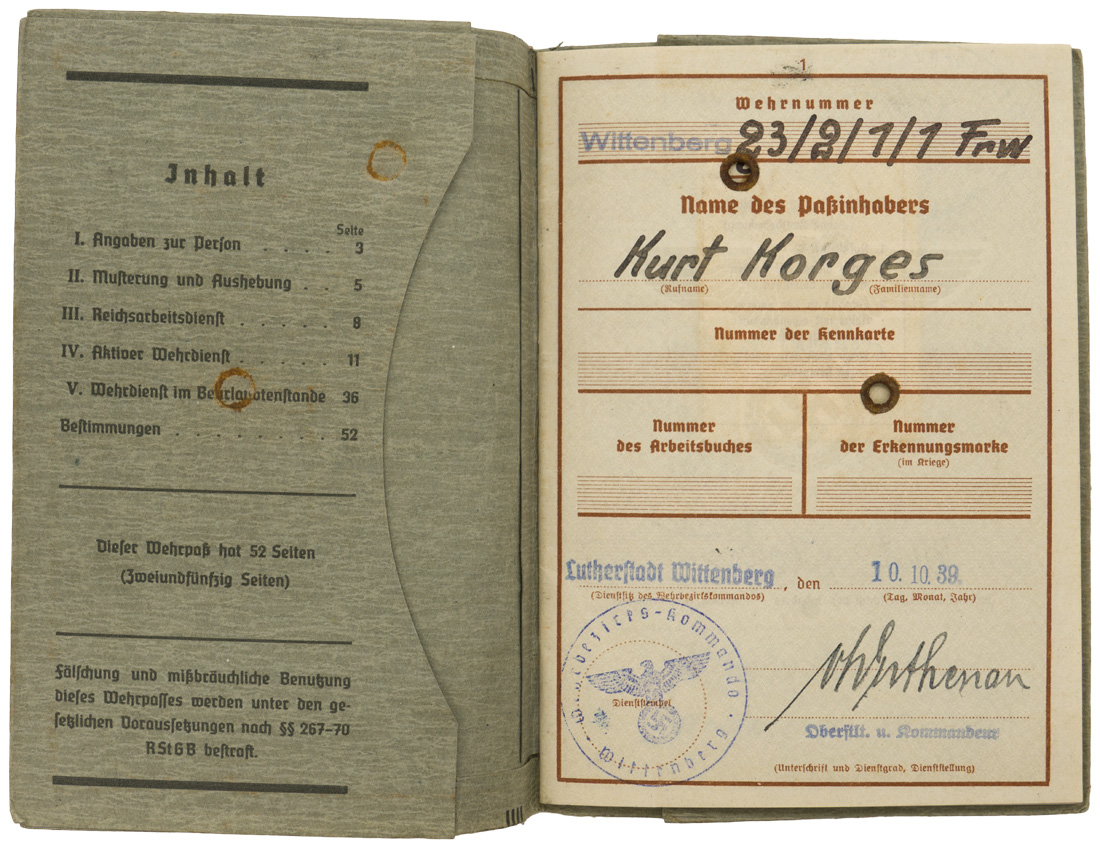 Inhalt
Seite
I. Angaben zur Person . . . . 3
II. Musterung und Aushebung . . 5
III. Reichsarbeitsdienst . . . . . 8
IV. Aktiver Wehrdienst . . . . . 11
V. Wehrdienst im Beurlaubtenstande 36
Bestimmungen . . . . . . . . 52
Dieser Wehrpaß hat 52 Seiten
(Zweiundfünfzig Seiten)
Fälschung und mißbräuchliche Benutzung
dieses Wehrpasses werden unter den ge-
setzlichen Voraussetzungen nach §§ 267–70
RStGB bestraft.
1
Wehrnummer
Wittenberg 23/2/1/1 Frw
Name des Paßinhabers
Kurt Korges
(Rufname) (Familienname)
Nummer der Kennkarte
Nummer
des Arbeitsbuches
Nummer
der Erkennungsmarke
(im Kriege)
Lutherstadt Wittenberg, den 10.10.39.
(Dienstsitz des Wehrbezirkskommandos) (Tag, Monat, Jahr)
Wehrbezirks-Kommando
Dienststempel
Wittenberg
Oberstlt. u. Kommandeur
(Unterschrift und Dienstgrad, Dienststellung)